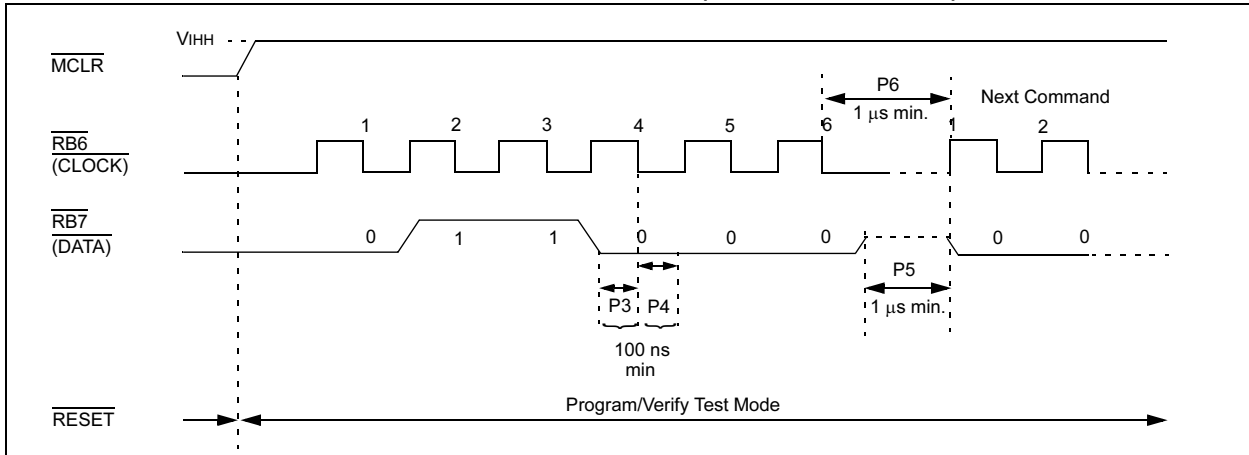 VIHH
MCLR
P6
1 µs min.
Next Command
1 2 3 4 5 6 1 2
RB6
(CLOCK)
RB7
(DATA)
0 1 1 0 0 0 0 0
P5
1 µs min.
P3 P4
100 ns
min
Program/Verify Test Mode
RESET